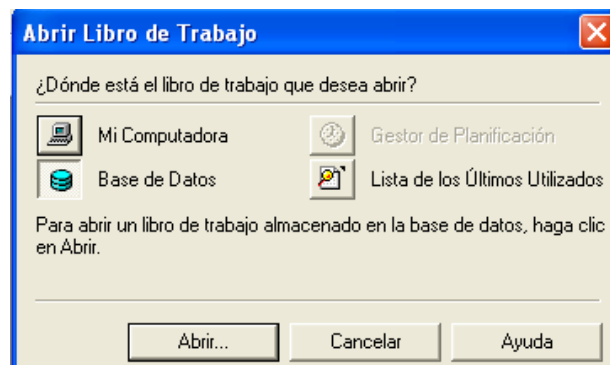 Abrir Libro de Trabajo
¿Dónde está el libro de trabajo que desea abrir?
Mi Computadora
Gestor de Planificación
Base de Datos
Lista de los Últimos Utilizados
Para abrir un libro de trabajo almacenado en la base de datos, haga clic
en Abrir.
Abrir...
Cancelar
Ayuda